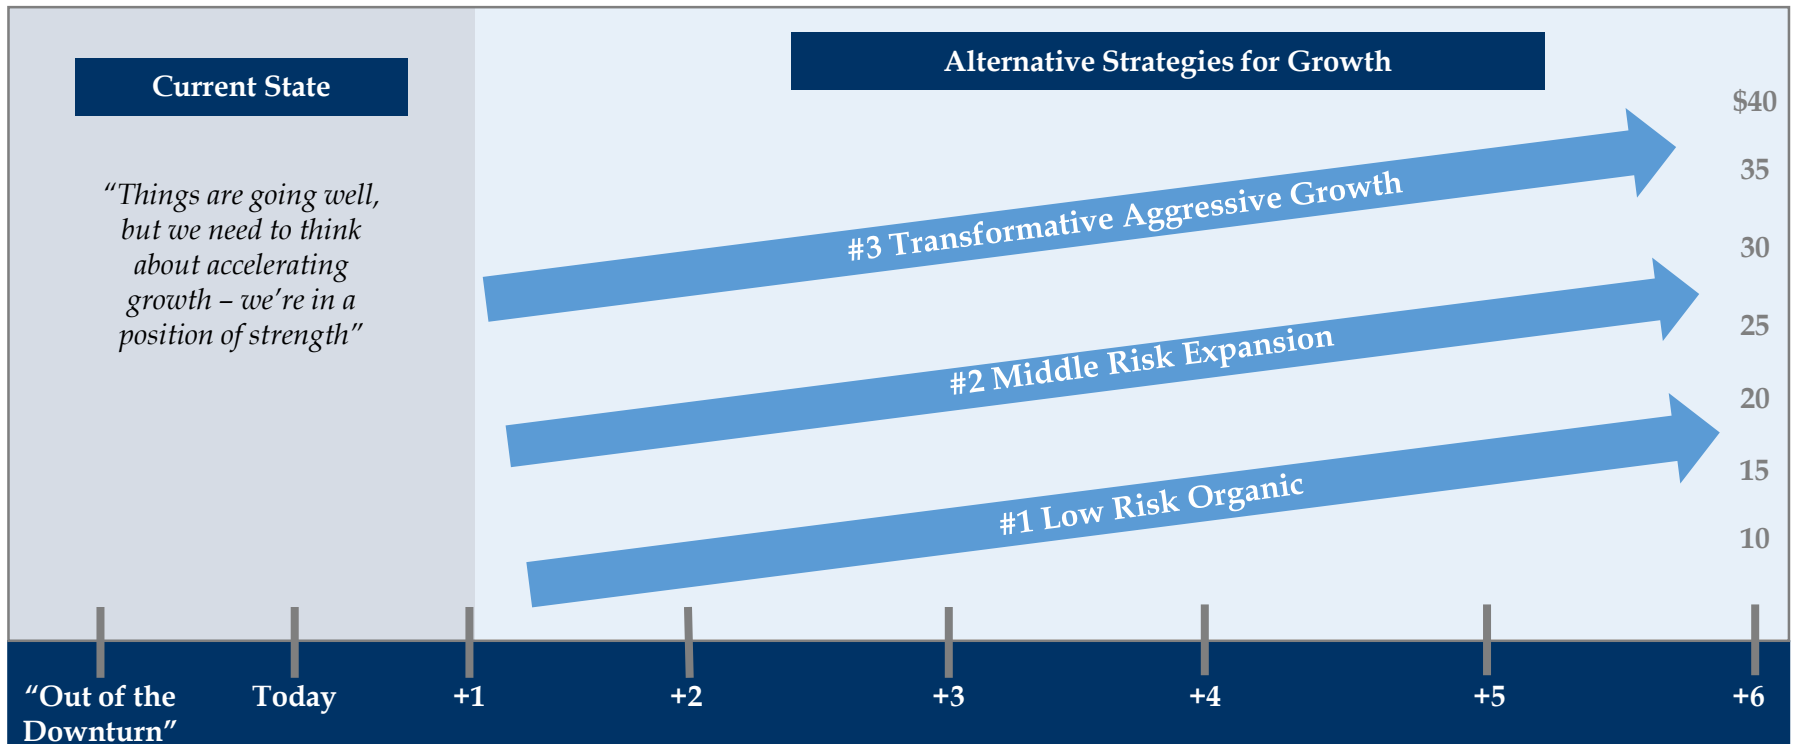 Current State
“Things are going well,
but we need to think
about accelerating
growth – we’re in a
position of strength”
Alternative Strategies for Growth
#3 Transformative Aggressive Growth
#2 Middle Risk Expansion
#1 Low Risk Organic
$40
35
30
25
20
15
10
“Out of the
Downturn”
Today
+1
+2
+3
+4
+5
+6